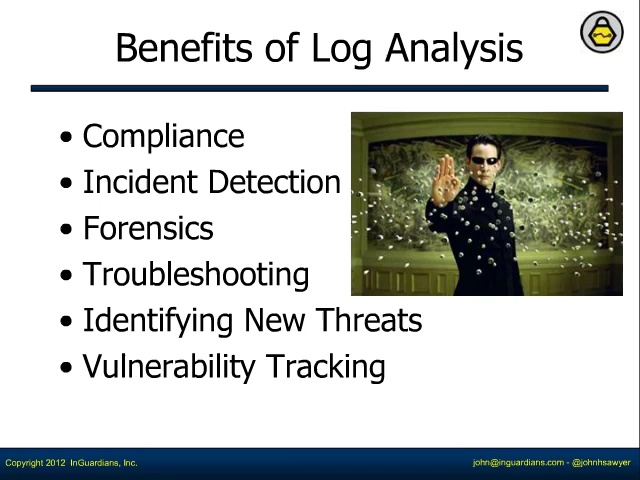 Benefits of Log Analysis
• Compliance
• Incident Detection
• Forensics
• Troubleshooting
• Identifying New Threats
• Vulnerability Tracking
Copyright 2012 InGuardians, Inc.
john@inguardians.com - @johnhsawyer